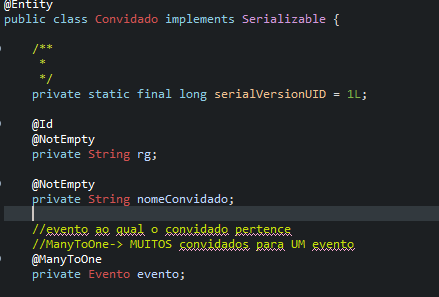 @Entity
public class Convidado implements Serializable {
/**
*
*/
private static final long serialVersionUID = 1L;
@Id
@NotEmpty
private String rg;
@NotEmpty
private String nomeConvidado;
//evento ao qual o convidado pertence
//ManyToOne-> MUITOS convidados para UM evento
@ManyToOne
private Evento evento;